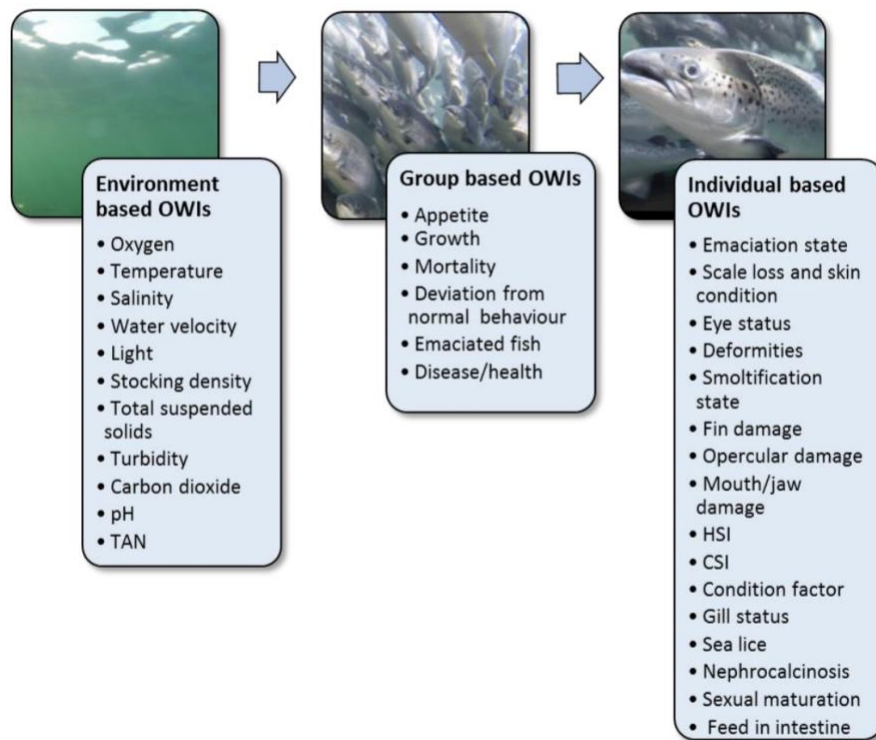 Environment
based OWIs
• Oxygen
• Temperature
• Salinity
• Water velocity
• Light
• Stocking density
• Total suspended
solids
• Turbidity
• Carbon dioxide
• pH
• TAN
Group based OWIs
• Appetite
• Growth
• Mortality
• Deviation from
normal behaviour
• Emaciated fish
• Disease/health
Individual based
OWIs
• Emaciation state
• Scale loss and skin
condition
• Eye status
• Deformities
• Smoltification
state
• Fin damage
• Opercular damage
• Mouth/jaw
damage
• HSI
• CSI
• Condition factor
• Gill status
• Sea lice
• Nephrocalcinosis
• Sexual maturation
• Feed in intestine